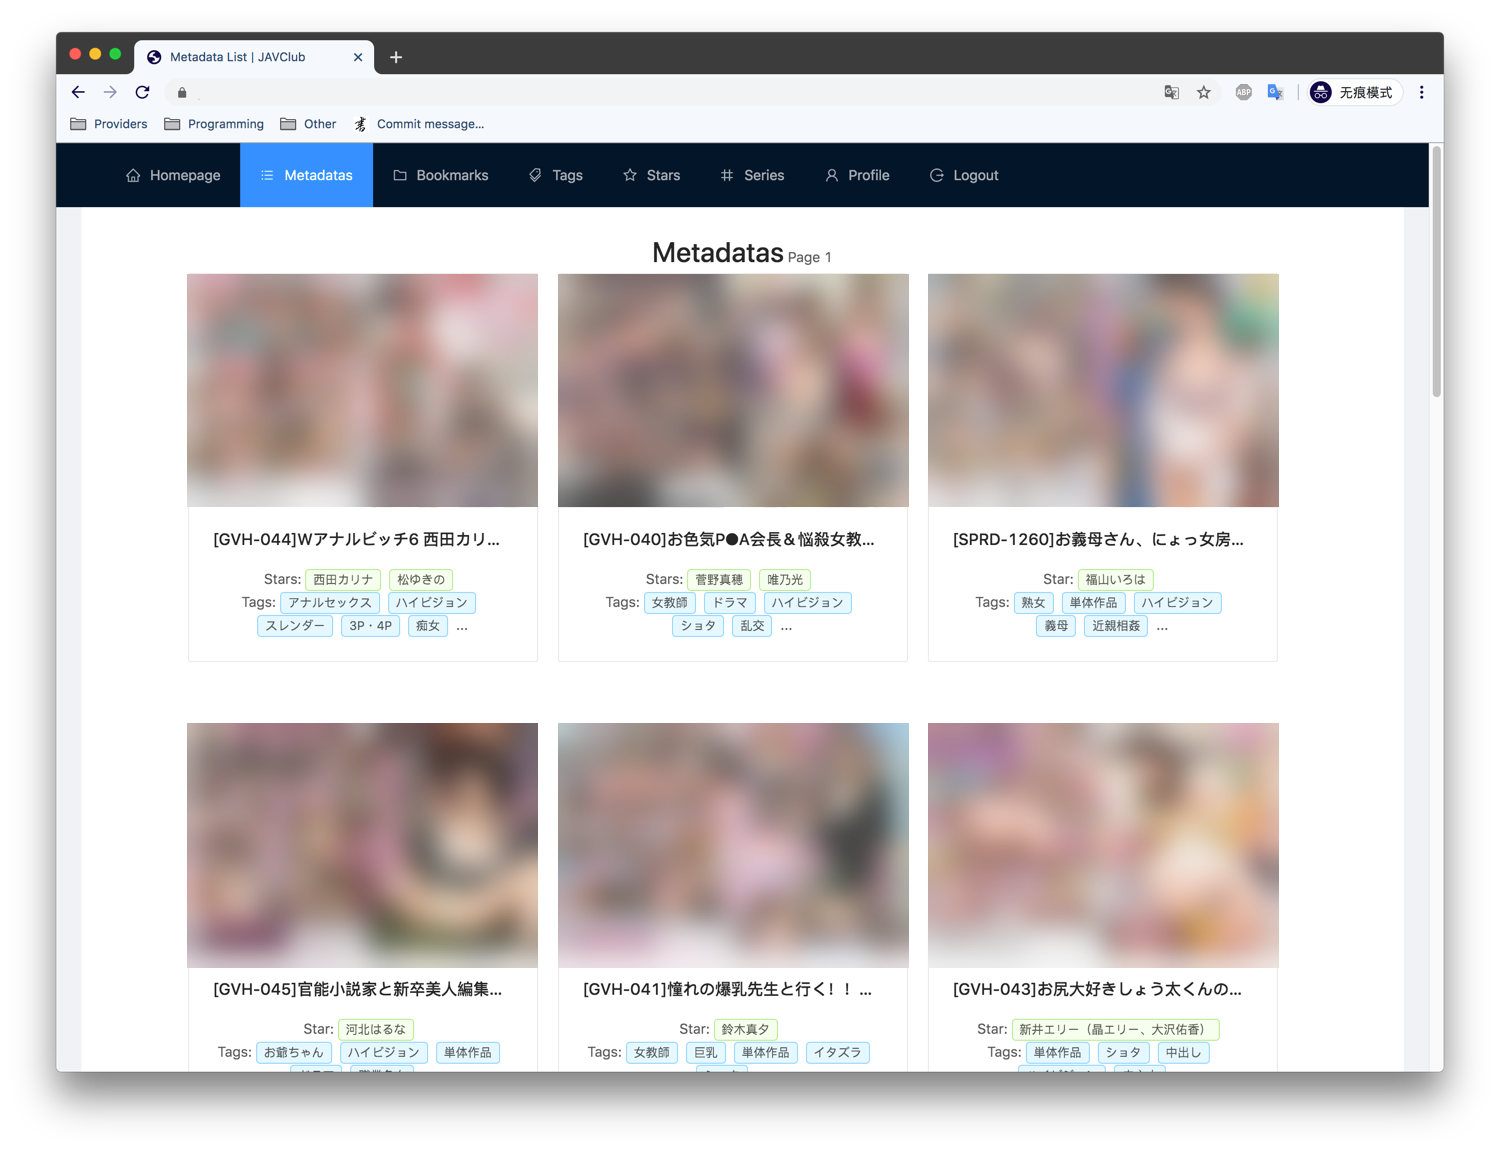 Metadata List | JAVClub
无痕模式
Providers Programming Other Commit message...
Homepage Metadatas Bookmarks Tags Stars Series Profile Logout
Metadatas Page 1
[GVH-044]Wアナルビッチ6 西田カリ...
Stars: 西田カリナ 松ゆきの
Tags: アナルセックス ハイビジョン
スレンダー 3P・4P 痴女 ...
[GVH-040]お色気P●A会長＆悩殺女教...
Stars: 菅野真穂 唯乃光
Tags: 女教師 ドラマ ハイビジョン
ショタ 乱交 ...
[SPRD-1260]お義母さん、にょっ女房...
Star: 福山いろは
Tags: 熟女 単体作品 ハイビジョン
義母 近親相姦 ...
[GVH-045]官能小説家と新卒美人編集...
Star: 河北はるな
Tags: お爺ちゃん ハイビジョン 単体作品
[GVH-041]憧れの爆乳先生と行く！！...
Star: 鈴木真夕
Tags: 女教師 巨乳 単体作品 イタズラ
[GVH-043]お尻大好きしょう太くんの...
Star: 新井エリー（晶エリー、大沢佑香）
Tags: 単体作品 ショタ 中出し